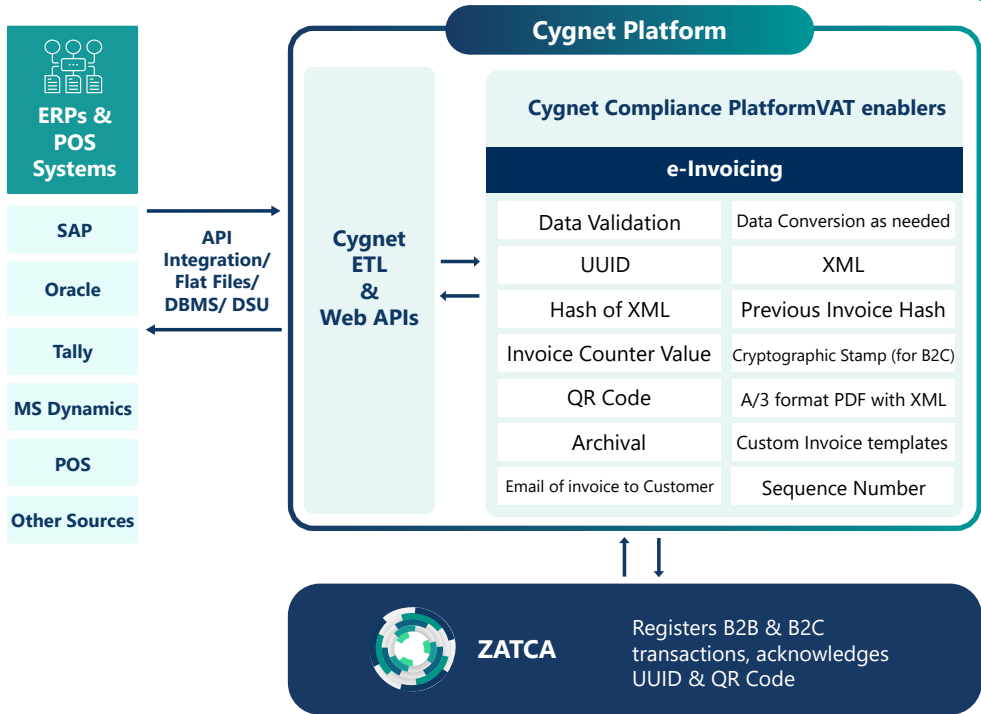 Cygnet Platform
ERPs &
POS
Systems
SAP
Oracle
Tally
MS Dynamics
POS
Other Sources
API
Integration/
Flat Files/
DBMS/ DSU
Cygnet
ETL
&
Web APIs
Cygnet Compliance PlatformVAT enablers
e-Invoicing
Data Validation
Data Conversion as needed
UUID
XML
Hash of XML
Previous Invoice Hash
Invoice Counter Value
Cryptographic Stamp (for B2C)
QR Code
A/3 format PDF with XML
Archival
Custom Invoice templates
Email of invoice to Customer
Sequence Number
ZATCA
Registers B2B & B2C
transactions, acknowledges
UUID & QR Code